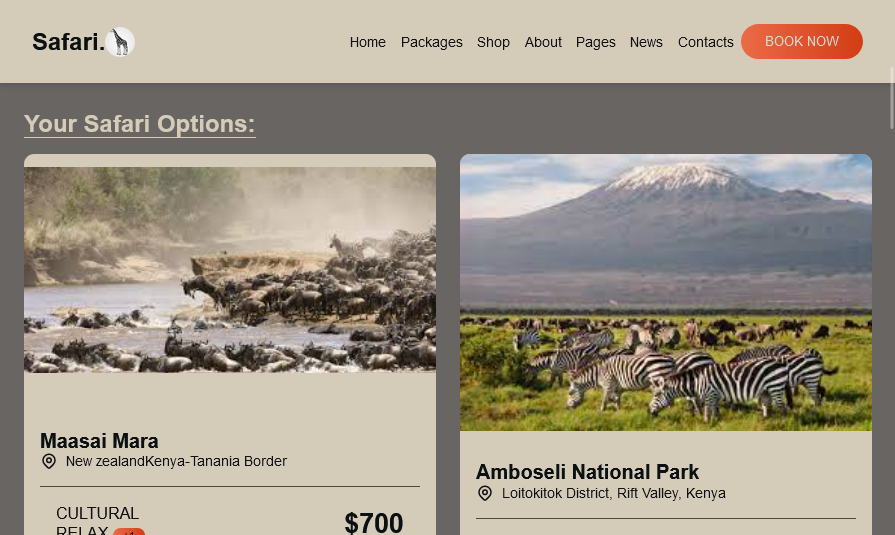 Safari.
Home Packages Shop About Pages News Contacts BOOK NOW
Your Safari Options:
Maasai Mara
New zealandKenya-Tanania Border
CULTURAL
RELAX
$700
Amboseli National Park
Loitokitok District, Rift Valley, Kenya